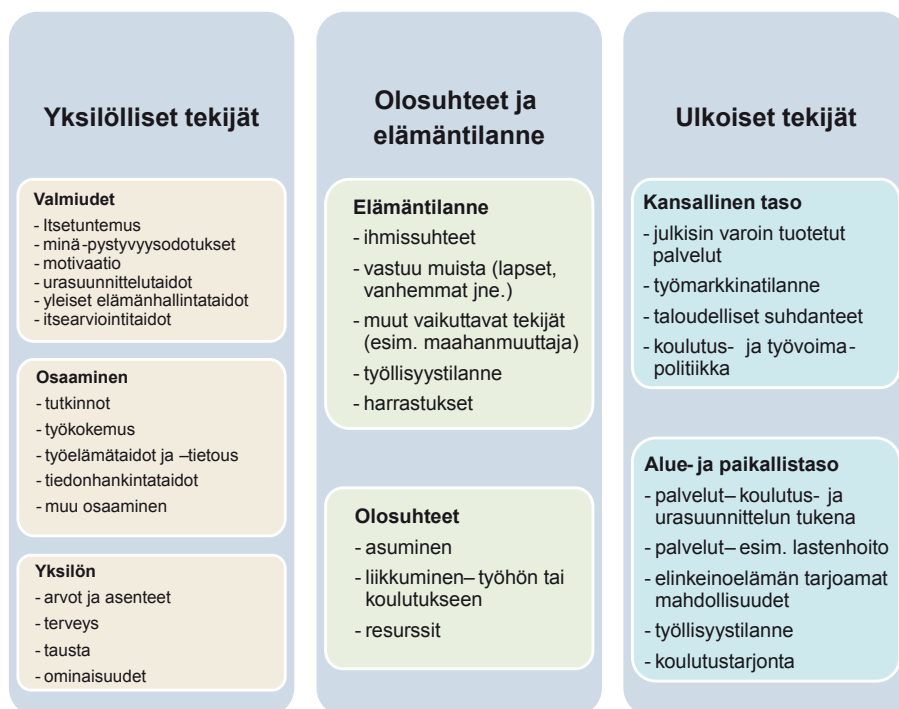 Yksilölliset tekijät
Valmiudet
- Itsetuntemus
- minä-pystyvyysodotukset
- motivaatio
- urasuunnittelutaidot
- yleiset elämänhallintataidot
- itsearviointitaidot
Osaaminen
- tutkinnot
- työkokemus
- työelämätaidot ja –tietous
- tiedonhankintataidot
- muu osaaminen
Yksilön
- arvot ja asenteet
- terveys
- tausta
- ominaisuudet
Olosuhteet ja
elämäntilanne
Elämäntilanne
- ihmissuhteet
- vastuu muista (lapset,
vanhemmat jne.)
- muut vaikuttavat tekijät
(esim. maahanmuuttaja)
- työllisyystilanne
- harrastukset
Olosuhteet
- asuminen
- liikkuminen– työhön tai
koulutukseen
- resurssit
Ulkoiset tekijät
Kansallinen taso
- julkisin varoin tuotetut
palvelut
- työmarkkinatilanne
- taloudelliset suhdanteet
- koulutus- ja työvoima-
politiikka
Alue- ja paikallistaso
- palvelut– koulutus- ja
urasuunnittelun tukena
- palvelut– esim. lastenhoito
- elinkeinoelämän tarjoamat
mahdollisuudet
- työllisyystilanne
- koulutustarjonta